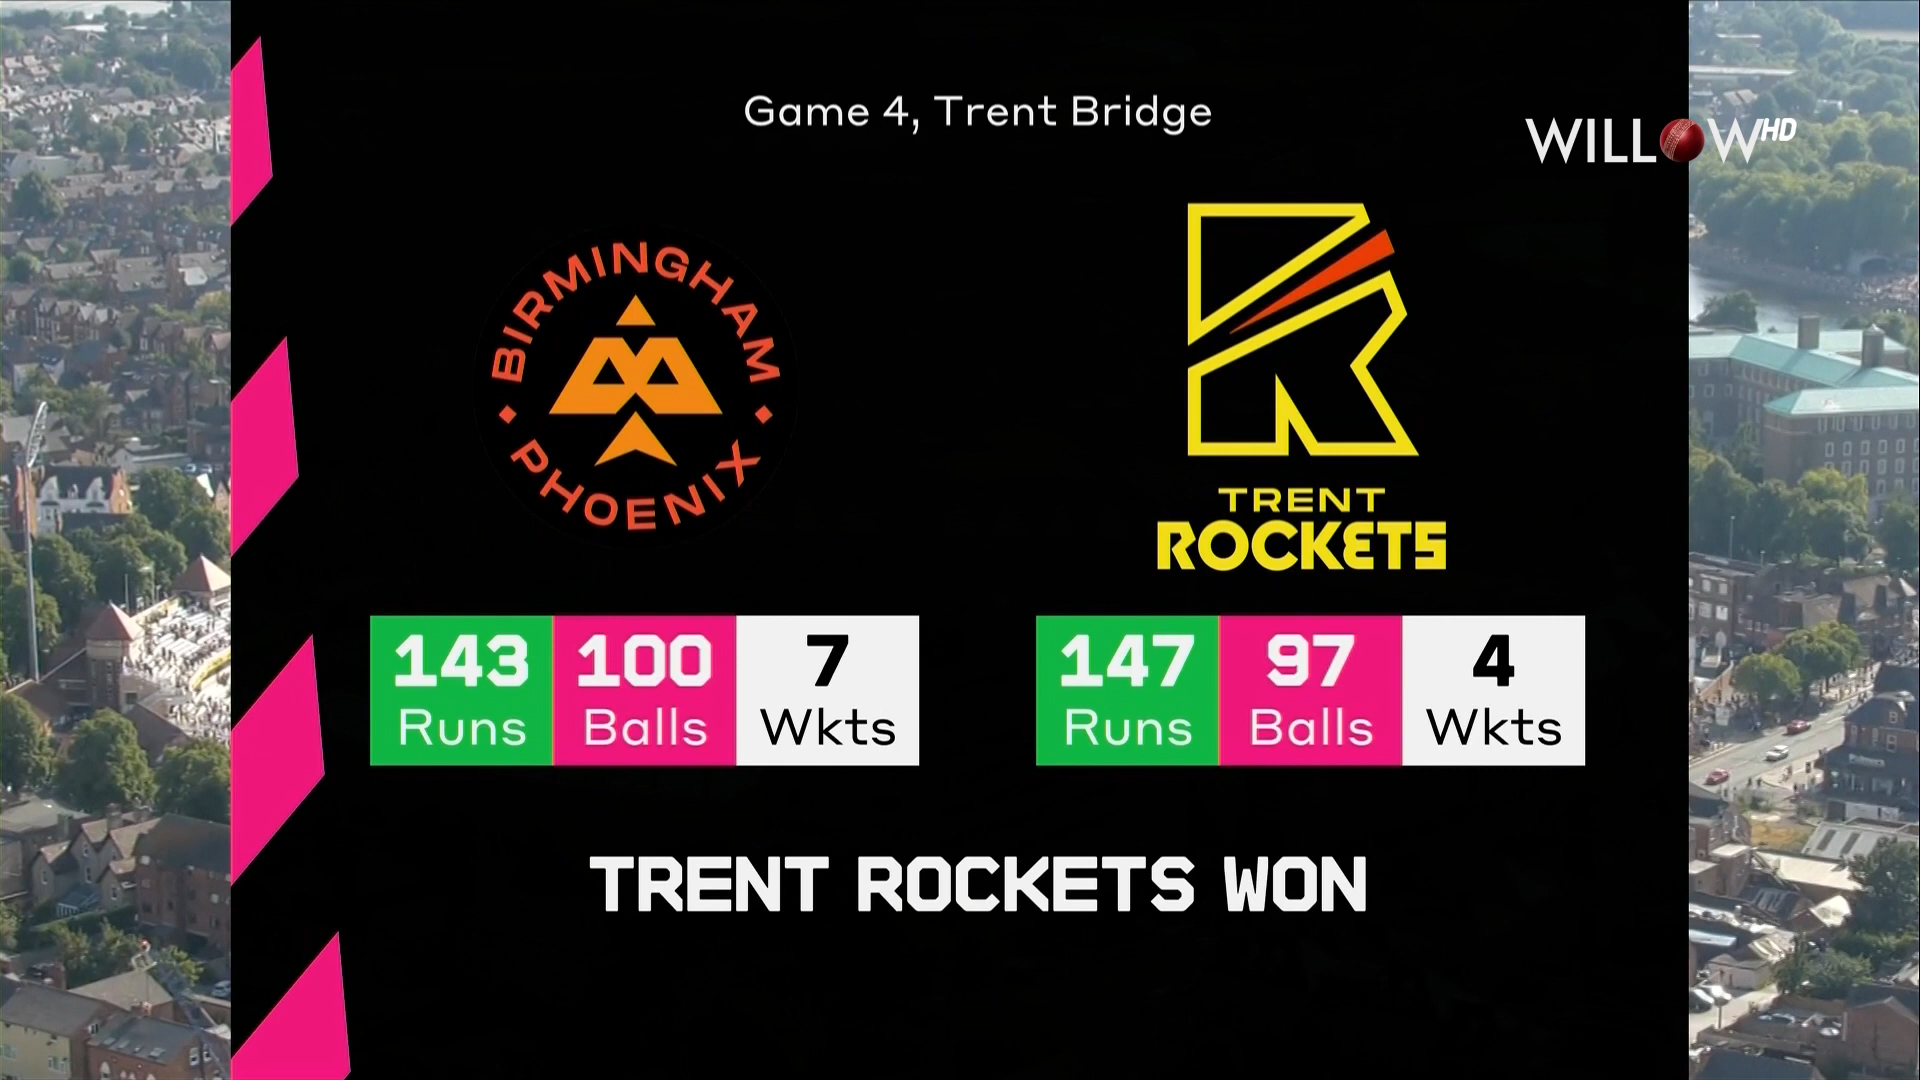 Game 4, Trent Bridge
WILLOW HD
BIRMINGHAM
PHOENIX
TRENT
ROCKETS
143 100 7
Runs Balls Wkts
147 97 4
Runs Balls Wkts
TRENT ROCKETS WON